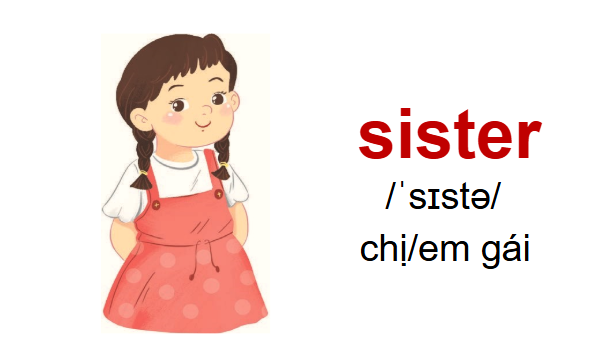 sister
/ˈsɪstə/
chị/em gái